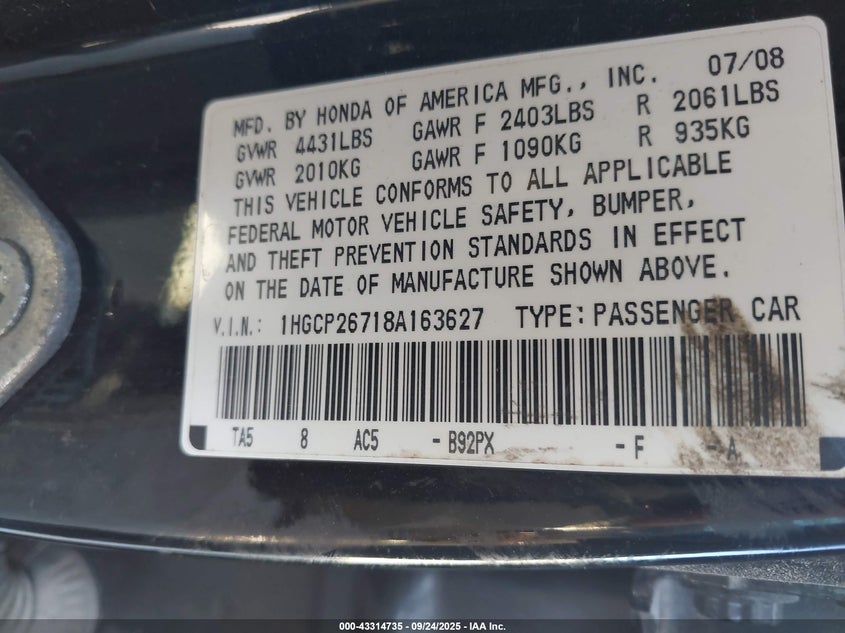 MFD. BY HONDA OF AMERICA MFG., INC. 07/08
GVWR 4431LBS GAWR F 2403LBS R 2061LBS
GVWR 2010KG GAWR F 1090KG R 935KG
THIS VEHICLE CONFORMS TO ALL APPLICABLE
FEDERAL MOTOR VEHICLE SAFETY, BUMPER,
AND THEFT PREVENTION STANDARDS IN EFFECT
ON THE DATE OF MANUFACTURE SHOWN ABOVE.
V.I.N.: 1HGCP26718A163627 TYPE: PASSENGER CAR
TA5 8 AC5 - B92PX - F - A
000-43314735 - 09/24/2025 - IAA Inc.